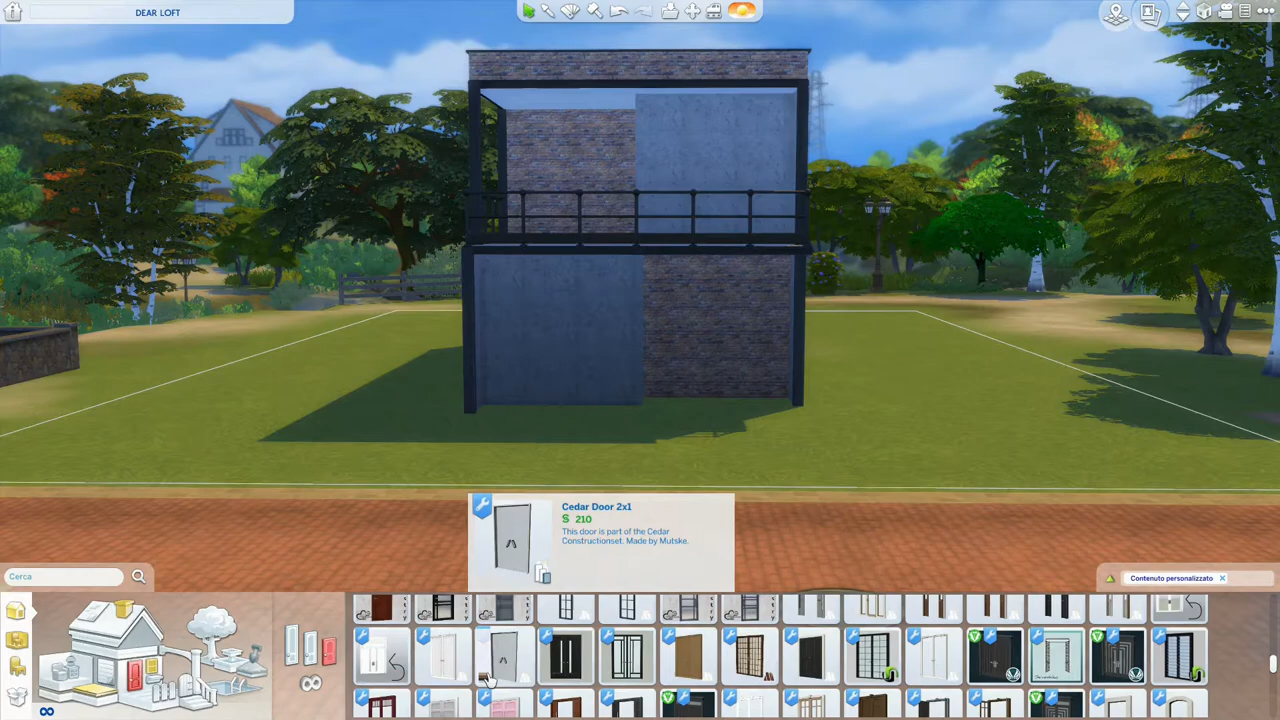 DEAR LOFT
Cedar Door 2x1
S 210
This door is part of the Cedar
Constructionset. Made by Mutske.
Cerca
Contenuto personalizzato